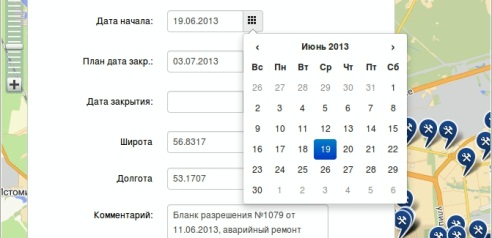 Дата начала: 19.06.2013
‹ Июнь 2013 ›
Вс Пн Вт Ср Чт Пт Сб
26 27 28 29 30 31 1
2 3 4 5 6 7 8
9 10 11 12 13 14 15
16 17 18 19 20 21 22
23 24 25 26 27 28 29
30 1 2 3 4 5 6
План дата закр.: 03.07.2013
Дата закрытия:
Широта 56.8317
Долгота 53.1707
Комментарий: Бланк разрешения №1079 от
11.06.2013, аварийный ремонт
Истоми
улиц